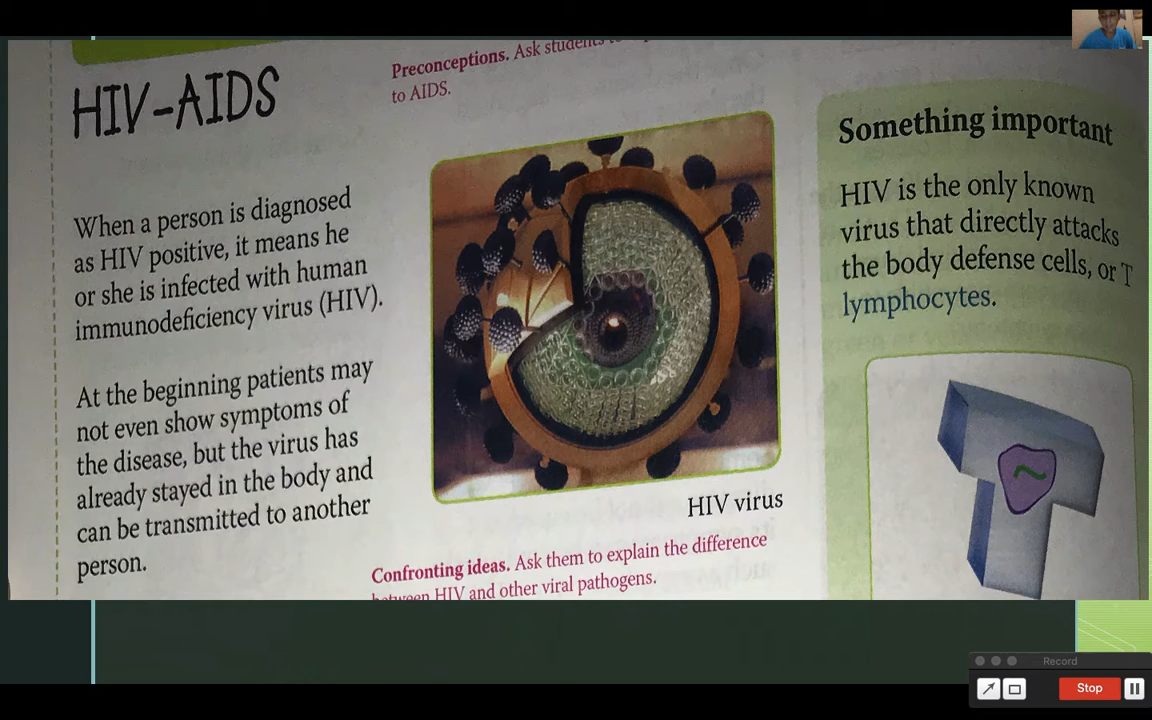 HIV-AIDS
When a person is diagnosed
as HIV positive, it means he
or she is infected with human
immunodeficiency virus (HIV).
At the beginning patients may
not even show symptoms of
the disease, but the virus has
already stayed in the body and
can be transmitted to another
person.
Preconceptions. Ask students
to AIDS.
HIV virus
Confronting ideas. Ask them to explain the difference
between HIV and other viral pathogens.
Something important
HIV is the only known
virus that directly attacks
the body defense cells, or T
lymphocytes.
Record
Stop